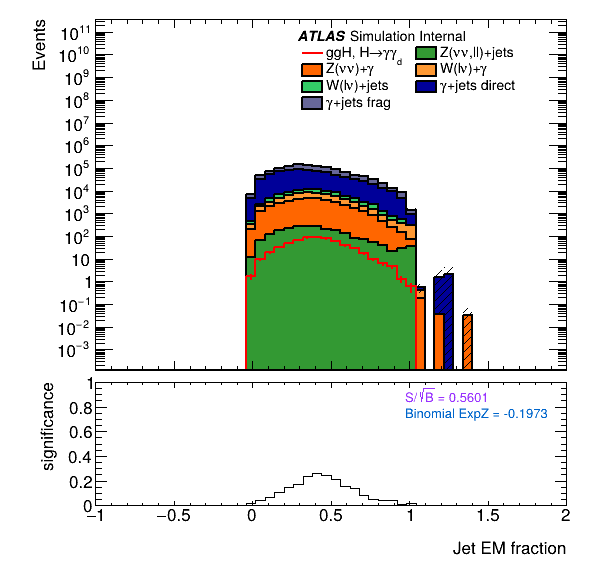 ATLAS Simulation Internal
ggH, H→γγd
Z(νν,ll)+jets
Z(νν)+γ
W(lν)+γ
W(lν)+jets
γ+jets direct
γ+jets frag
Events
10¹¹
10¹⁰
10⁹
10⁸
10⁷
10⁶
10⁵
10⁴
10³
10²
10
1
10⁻¹
10⁻²
10⁻³
significance
1
0.8
0.6
0.4
0.2
0
S/√B = 0.5601
Binomial ExpZ = -0.1973
−1 −0.5 0 0.5 1 1.5 2
Jet EM fraction